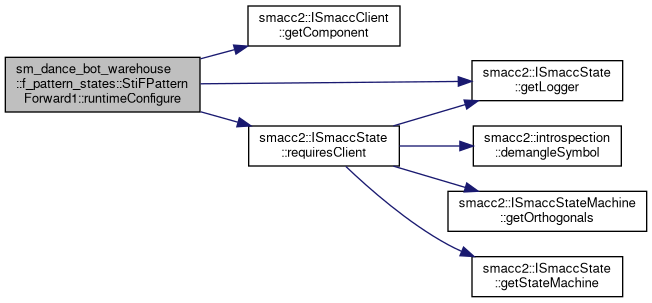 sm_dance_bot_warehouse
::f_pattern_states::StiFPattern
Forward1::runtimeConfigure
smacc2::ISmaccClient
::getComponent
smacc2::ISmaccState
::getLogger
smacc2::ISmaccState
::requiresClient
smacc2::introspection
::demangleSymbol
smacc2::ISmaccStateMachine
::getOrthogonals
smacc2::ISmaccState
::getStateMachine